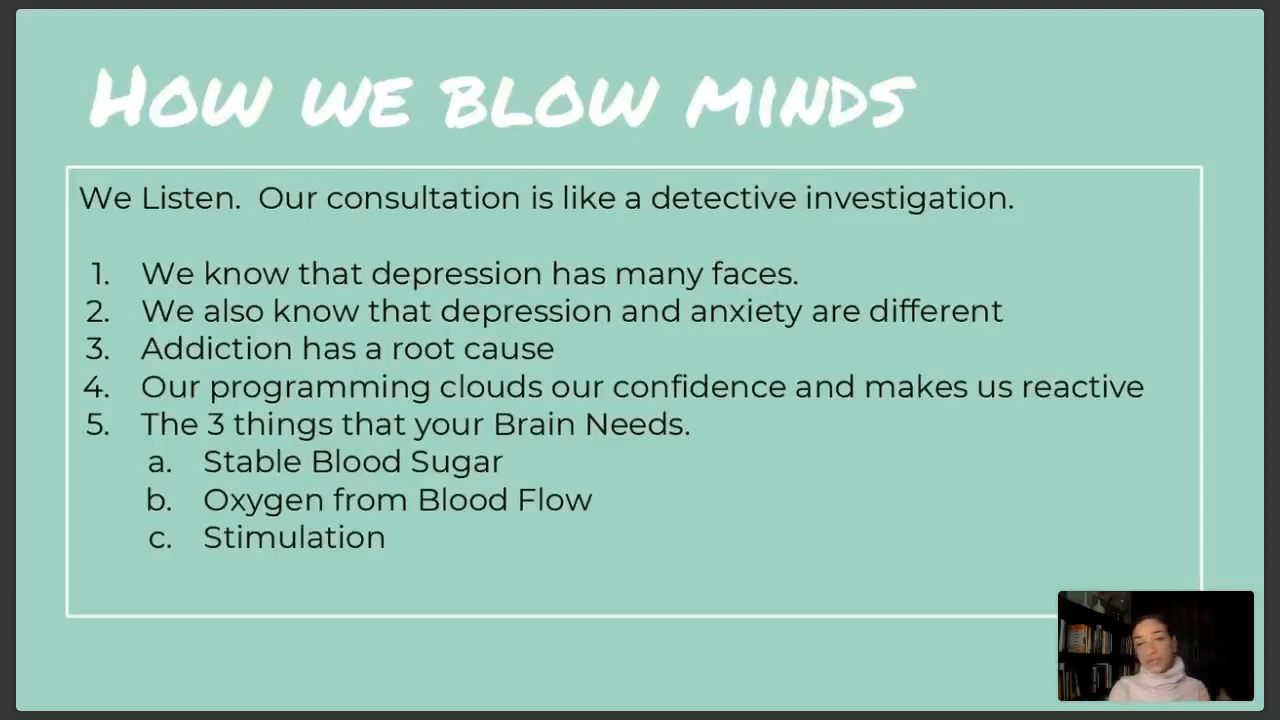 How we blow minds
We Listen.  Our consultation is like a detective investigation.
1. We know that depression has many faces.
2. We also know that depression and anxiety are different
3. Addiction has a root cause
4. Our programming clouds our confidence and makes us reactive
5. The 3 things that your Brain Needs.
a. Stable Blood Sugar
b. Oxygen from Blood Flow
c. Stimulation